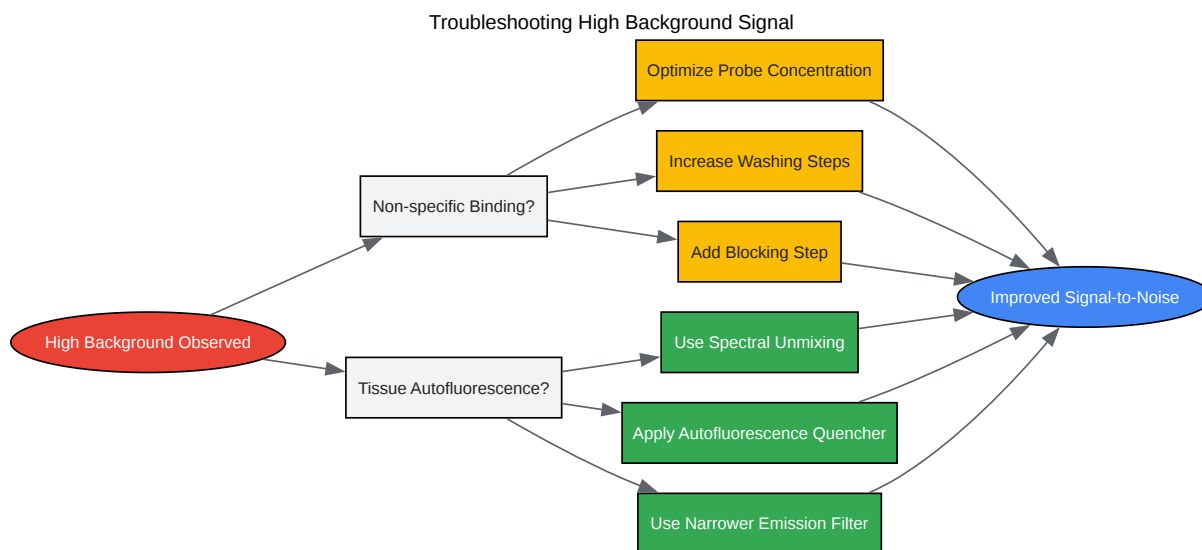 Troubleshooting High Background Signal
High Background Observed
Non-specific Binding?
Tissue Autofluorescence?
Optimize Probe Concentration
Increase Washing Steps
Add Blocking Step
Use Spectral Unmixing
Apply Autofluorescence Quencher
Use Narrower Emission Filter
Improved Signal-to-Noise